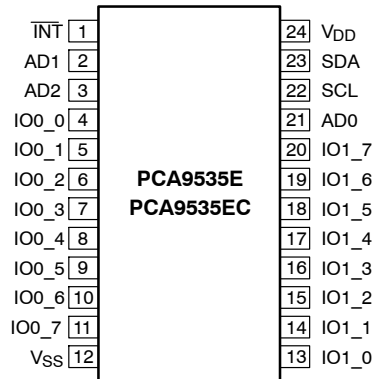 I̅N̅T̅ 1 24 VDD
AD1 2 23 SDA
AD2 3 22 SCL
IO0_0 4 21 AD0
IO0_1 5 20 IO1_7
IO0_2 6 PCA9535E 19 IO1_6
IO0_3 7 PCA9535EC 18 IO1_5
IO0_4 8 17 IO1_4
IO0_5 9 16 IO1_3
IO0_6 10 15 IO1_2
IO0_7 11 14 IO1_1
VSS 12 13 IO1_0